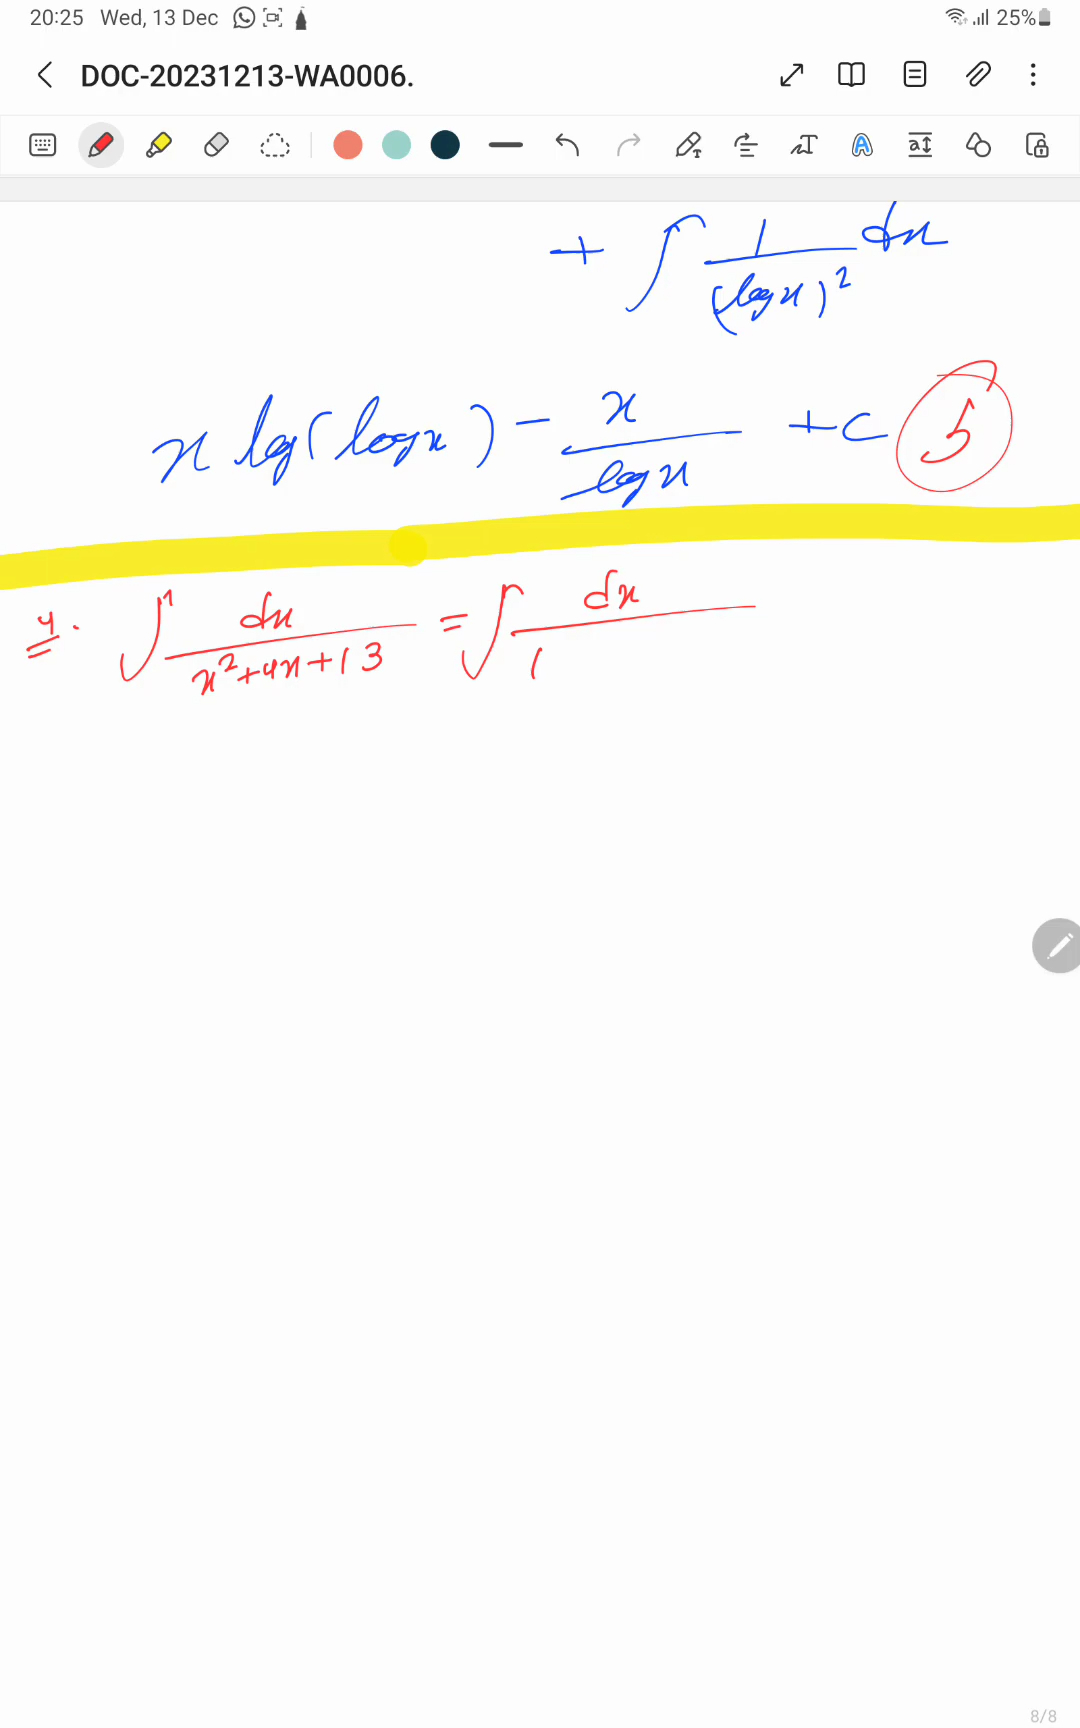 20:25 Wed, 13 Dec 25%
DOC-20231213-WA0006.
+ ∫ 1/(log x)² dx
x log(log x) - x/log x + c 5
4. ∫ dx/(x²+4x+13) = ∫ dx/(
8/8